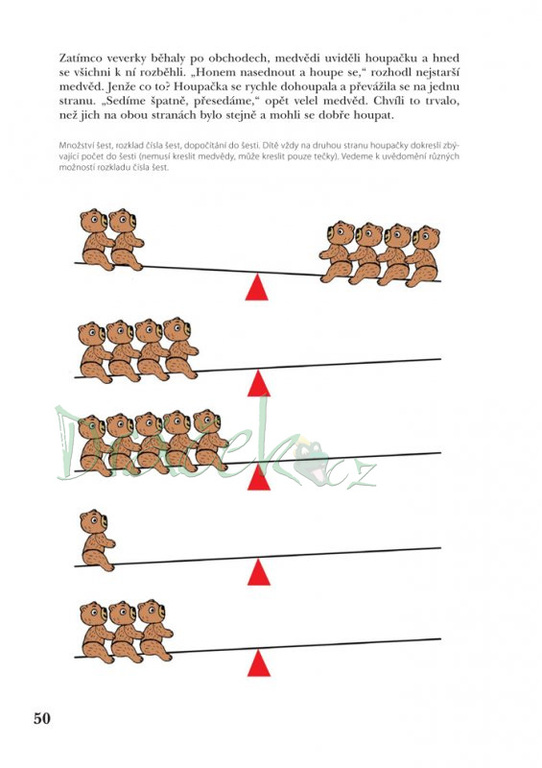 Zatímco veverky běhaly po obchodech, medvědi uviděli houpačku a hned
se všichni k ní rozběhli. „Honem nasednout a houpe se,“ rozhodl nejstarší
medvěd. Jenže co to? Houpačka se rychle dohoupala a převážila se na jednu
stranu. „Sedíme špatně, přesedáme,“ opět velel medvěd. Chvíli to trvalo,
než jich na obou stranách bylo stejně a mohli se dobře houpat.
Množství šest, rozklad čísla šest, dopočítání do šesti. Dítě vždy na druhou stranu houpačky dokreslí zbý-
vající počet do šesti (nemusí kreslit medvědy, může kreslit pouze tečky). Vedeme k uvědomění různých
možností rozkladu čísla šest.
50